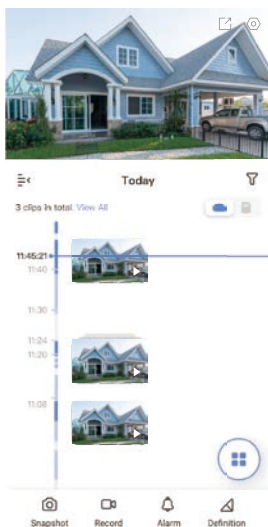 Today
3 clips in total. View All
11:45:21
11:40
11:30
11:24
11:20
11:08
Snapshot Record Alarm Definition